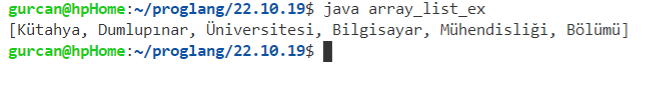 gurcan@hpHome:~/proglang/22.10.19$ java array_list_ex
[Kütahya, Dumlupınar, Üniversitesi, Bilgisayar, Mühendisliği, Bölümü]
gurcan@hpHome:~/proglang/22.10.19$